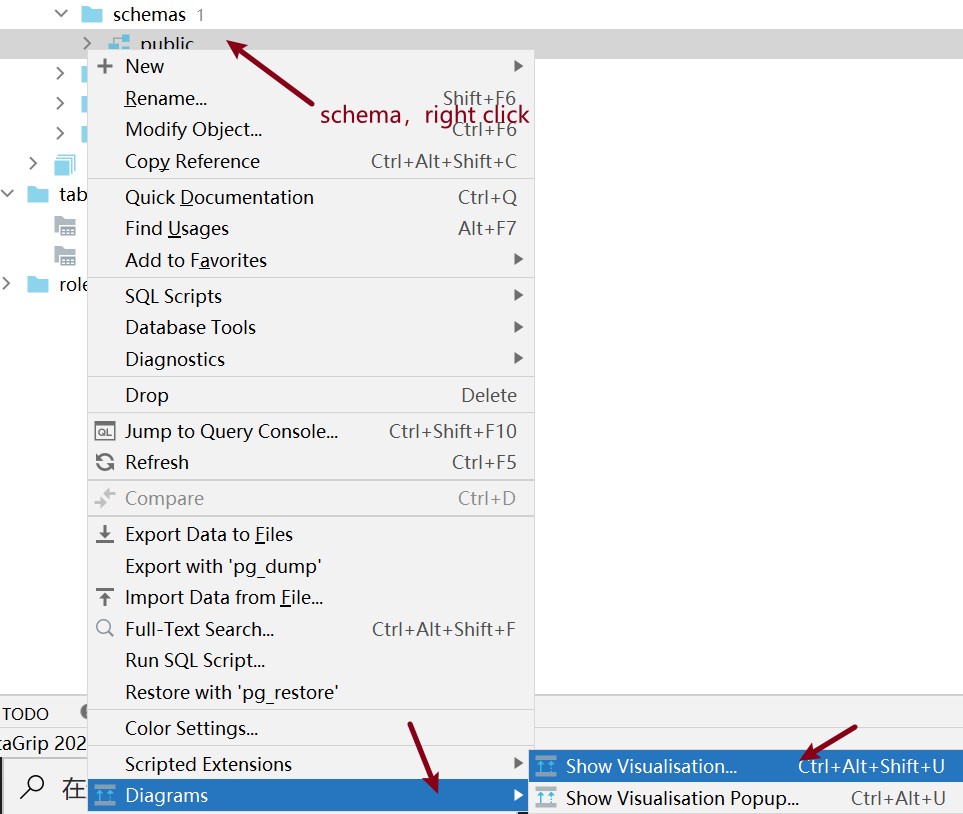 schemas 1
public
New
Rename... Shift+F6
schema，right click
Modify Object... Ctrl+F6
Copy Reference Ctrl+Alt+Shift+C
Quick Documentation Ctrl+Q
Find Usages Alt+F7
tab
Add to Favorites
role
SQL Scripts
Database Tools
Diagnostics
Drop Delete
QL Jump to Query Console... Ctrl+Shift+F10
Refresh Ctrl+F5
Compare Ctrl+D
Export Data to Files
Export with 'pg_dump'
Import Data from File...
Full-Text Search... Ctrl+Alt+Shift+F
Run SQL Script...
Restore with 'pg_restore'
TODO
Color Settings...
taGrip 202
Scripted Extensions
Show Visualisation... Ctrl+Alt+Shift+U
在
Diagrams
Show Visualisation Popup... Ctrl+Alt+U